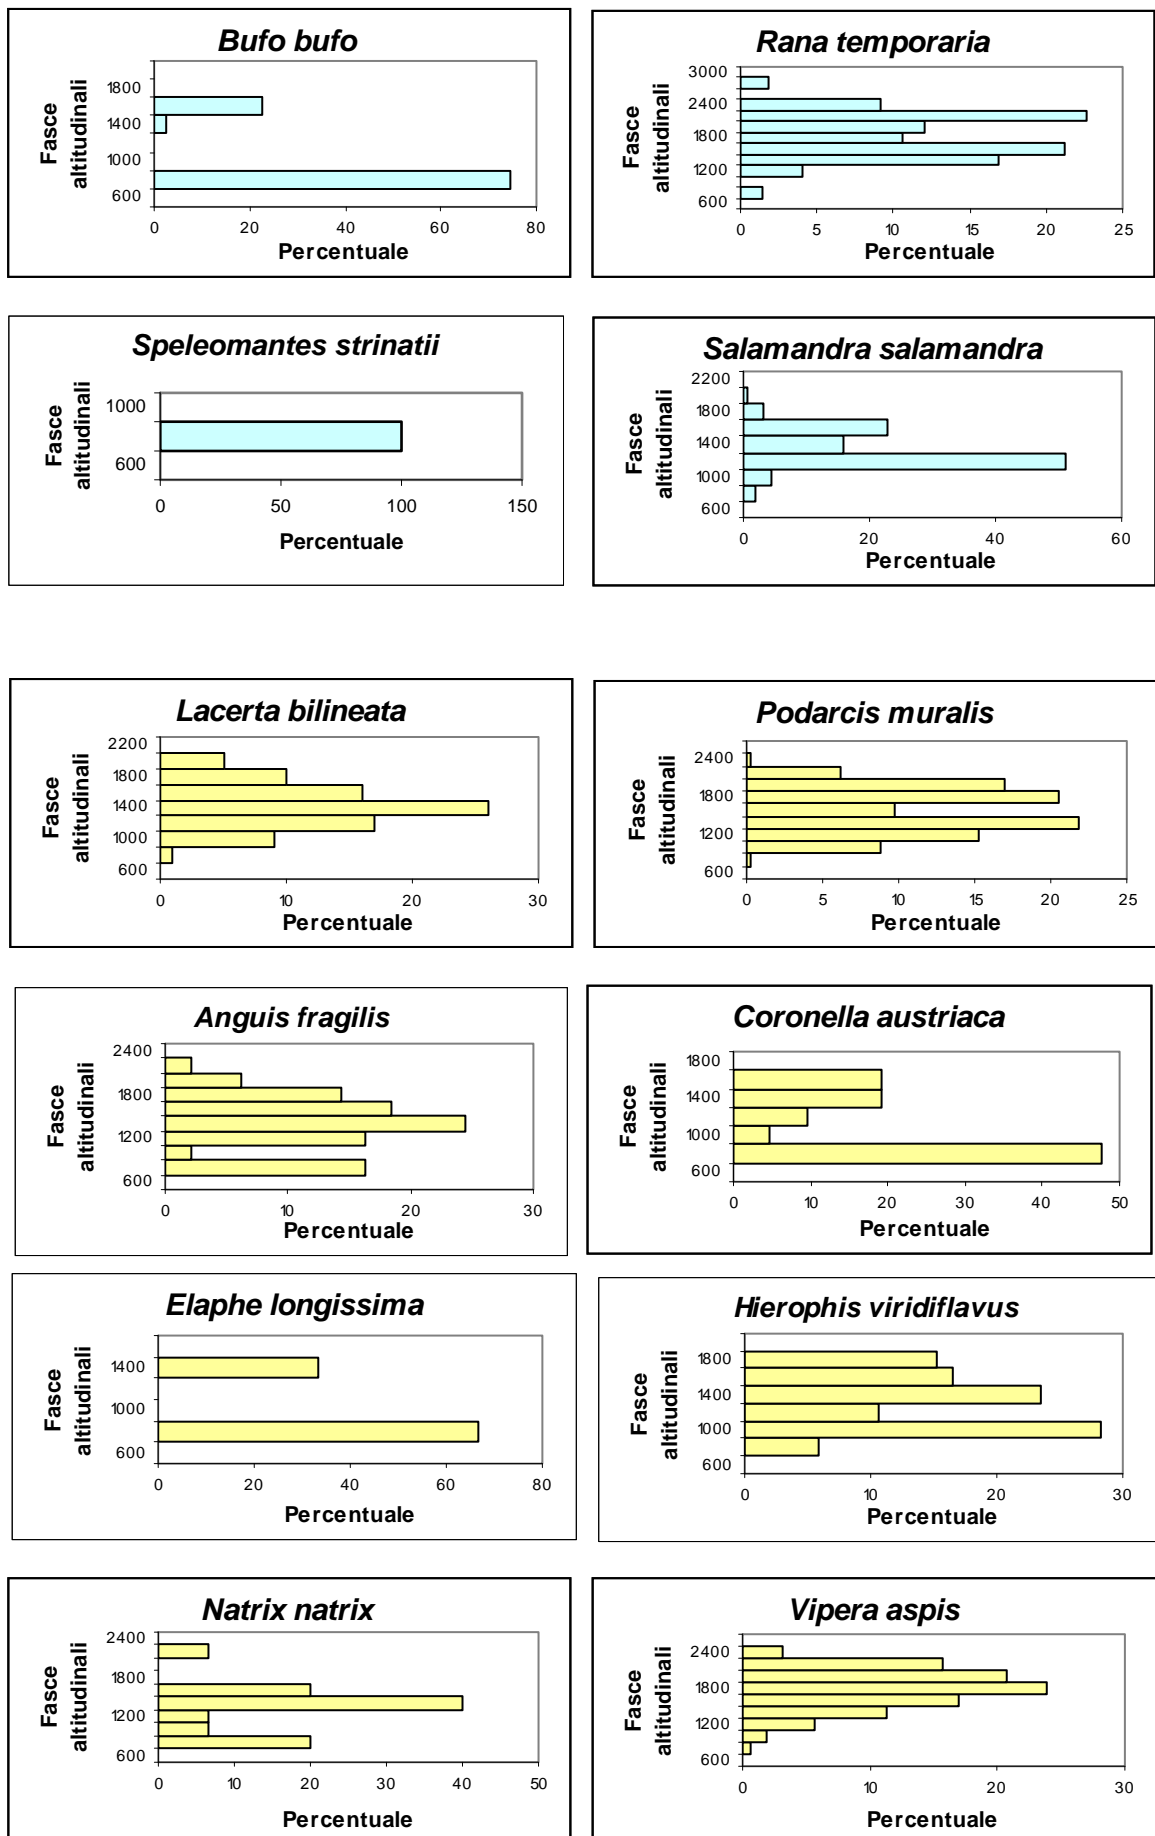 Bufo bufo
Fasce
altitudinali
1800
1400
1000
600
0 20 40 60 80
Percentuale
Rana temporaria
Fasce
altitudinali
3000
2400
1800
1200
600
0 5 10 15 20 25
Percentuale
Speleomantes strinatii
Fasce
altitudinali
1000
600
0 50 100 150
Percentuale
Salamandra salamandra
Fasce
altitudinali
2200
1800
1400
1000
600
0 20 40 60
Percentuale
Lacerta bilineata
Fasce
altitudinali
2200
1800
1400
1000
600
0 10 20 30
Percentuale
Podarcis muralis
Fasce
altitudinali
2400
1800
1200
600
0 5 10 15 20 25
Percentuale
Anguis fragilis
Fasce
altitudinali
2400
1800
1200
600
0 10 20 30
Percentuale
Coronella austriaca
Fasce
altitudinali
1800
1400
1000
600
0 10 20 30 40 50
Percentuale
Elaphe longissima
Fasce
altitudinali
1400
1000
600
0 20 40 60 80
Percentuale
Hierophis viridiflavus
Fasce
altitudinali
1800
1400
1000
600
0 10 20 30
Percentuale
Natrix natrix
Fasce
altitudinali
2400
1800
1200
600
0 10 20 30 40 50
Percentuale
Vipera aspis
Fasce
altitudinali
2400
1800
1200
600
0 10 20 30
Percentuale